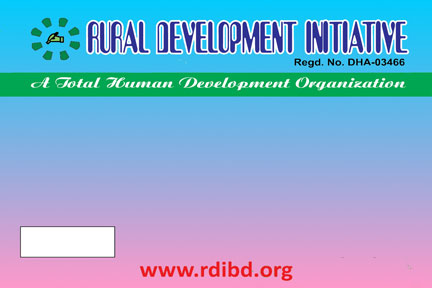 RURAL DEVELOPMENT INITIATIVE
Regd. No. DHA-03466
A Total Human Development Organization
www.rdibd.org